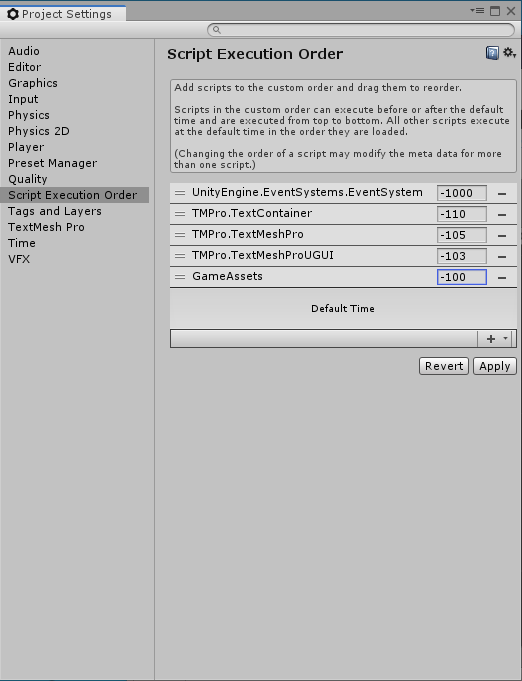 Project Settings
Audio
Editor
Graphics
Input
Physics
Physics 2D
Player
Preset Manager
Quality
Script Execution Order
Tags and Layers
TextMesh Pro
Time
VFX
Script Execution Order
Add scripts to the custom order and drag them to reorder.
Scripts in the custom order can execute before or after the default
time and are executed from top to bottom. All other scripts execute
at the default time in the order they are loaded.
(Changing the order of a script may modify the meta data for more
than one script.)
UnityEngine.EventSystems.EventSystem -1000
TMPro.TextContainer -110
TMPro.TextMeshPro -105
TMPro.TextMeshProUGUI -103
GameAssets -100
Default Time
Revert Apply